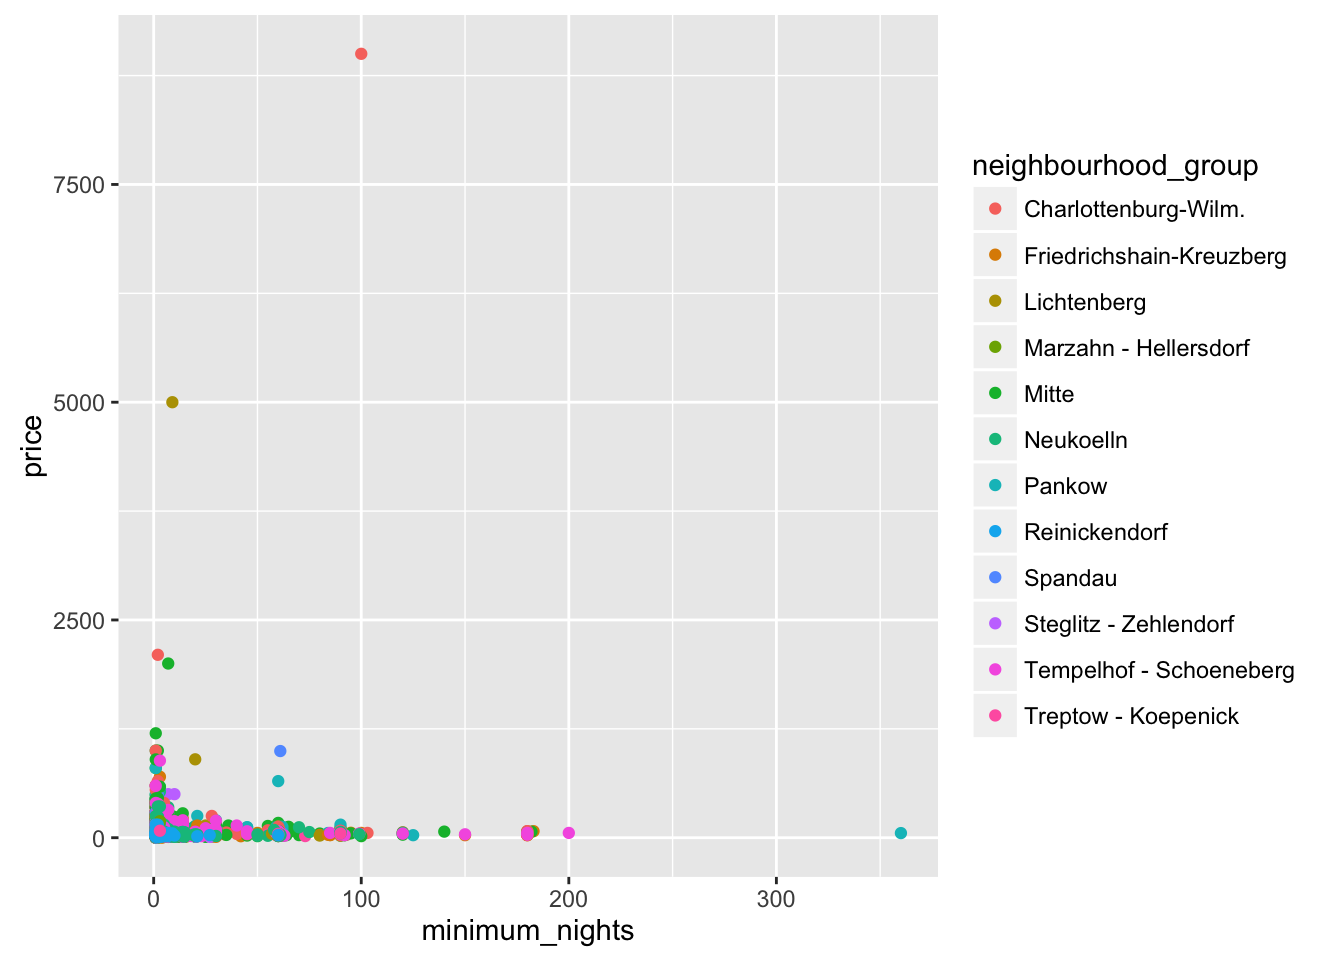 7500
5000
2500
0
price
0
100
200
300
minimum_nights
neighbourhood_group
Charlottenburg-Wilm.
Friedrichshain-Kreuzberg
Lichtenberg
Marzahn - Hellersdorf
Mitte
Neukoelln
Pankow
Reinickendorf
Spandau
Steglitz - Zehlendorf
Tempelhof - Schoeneberg
Treptow - Koepenick